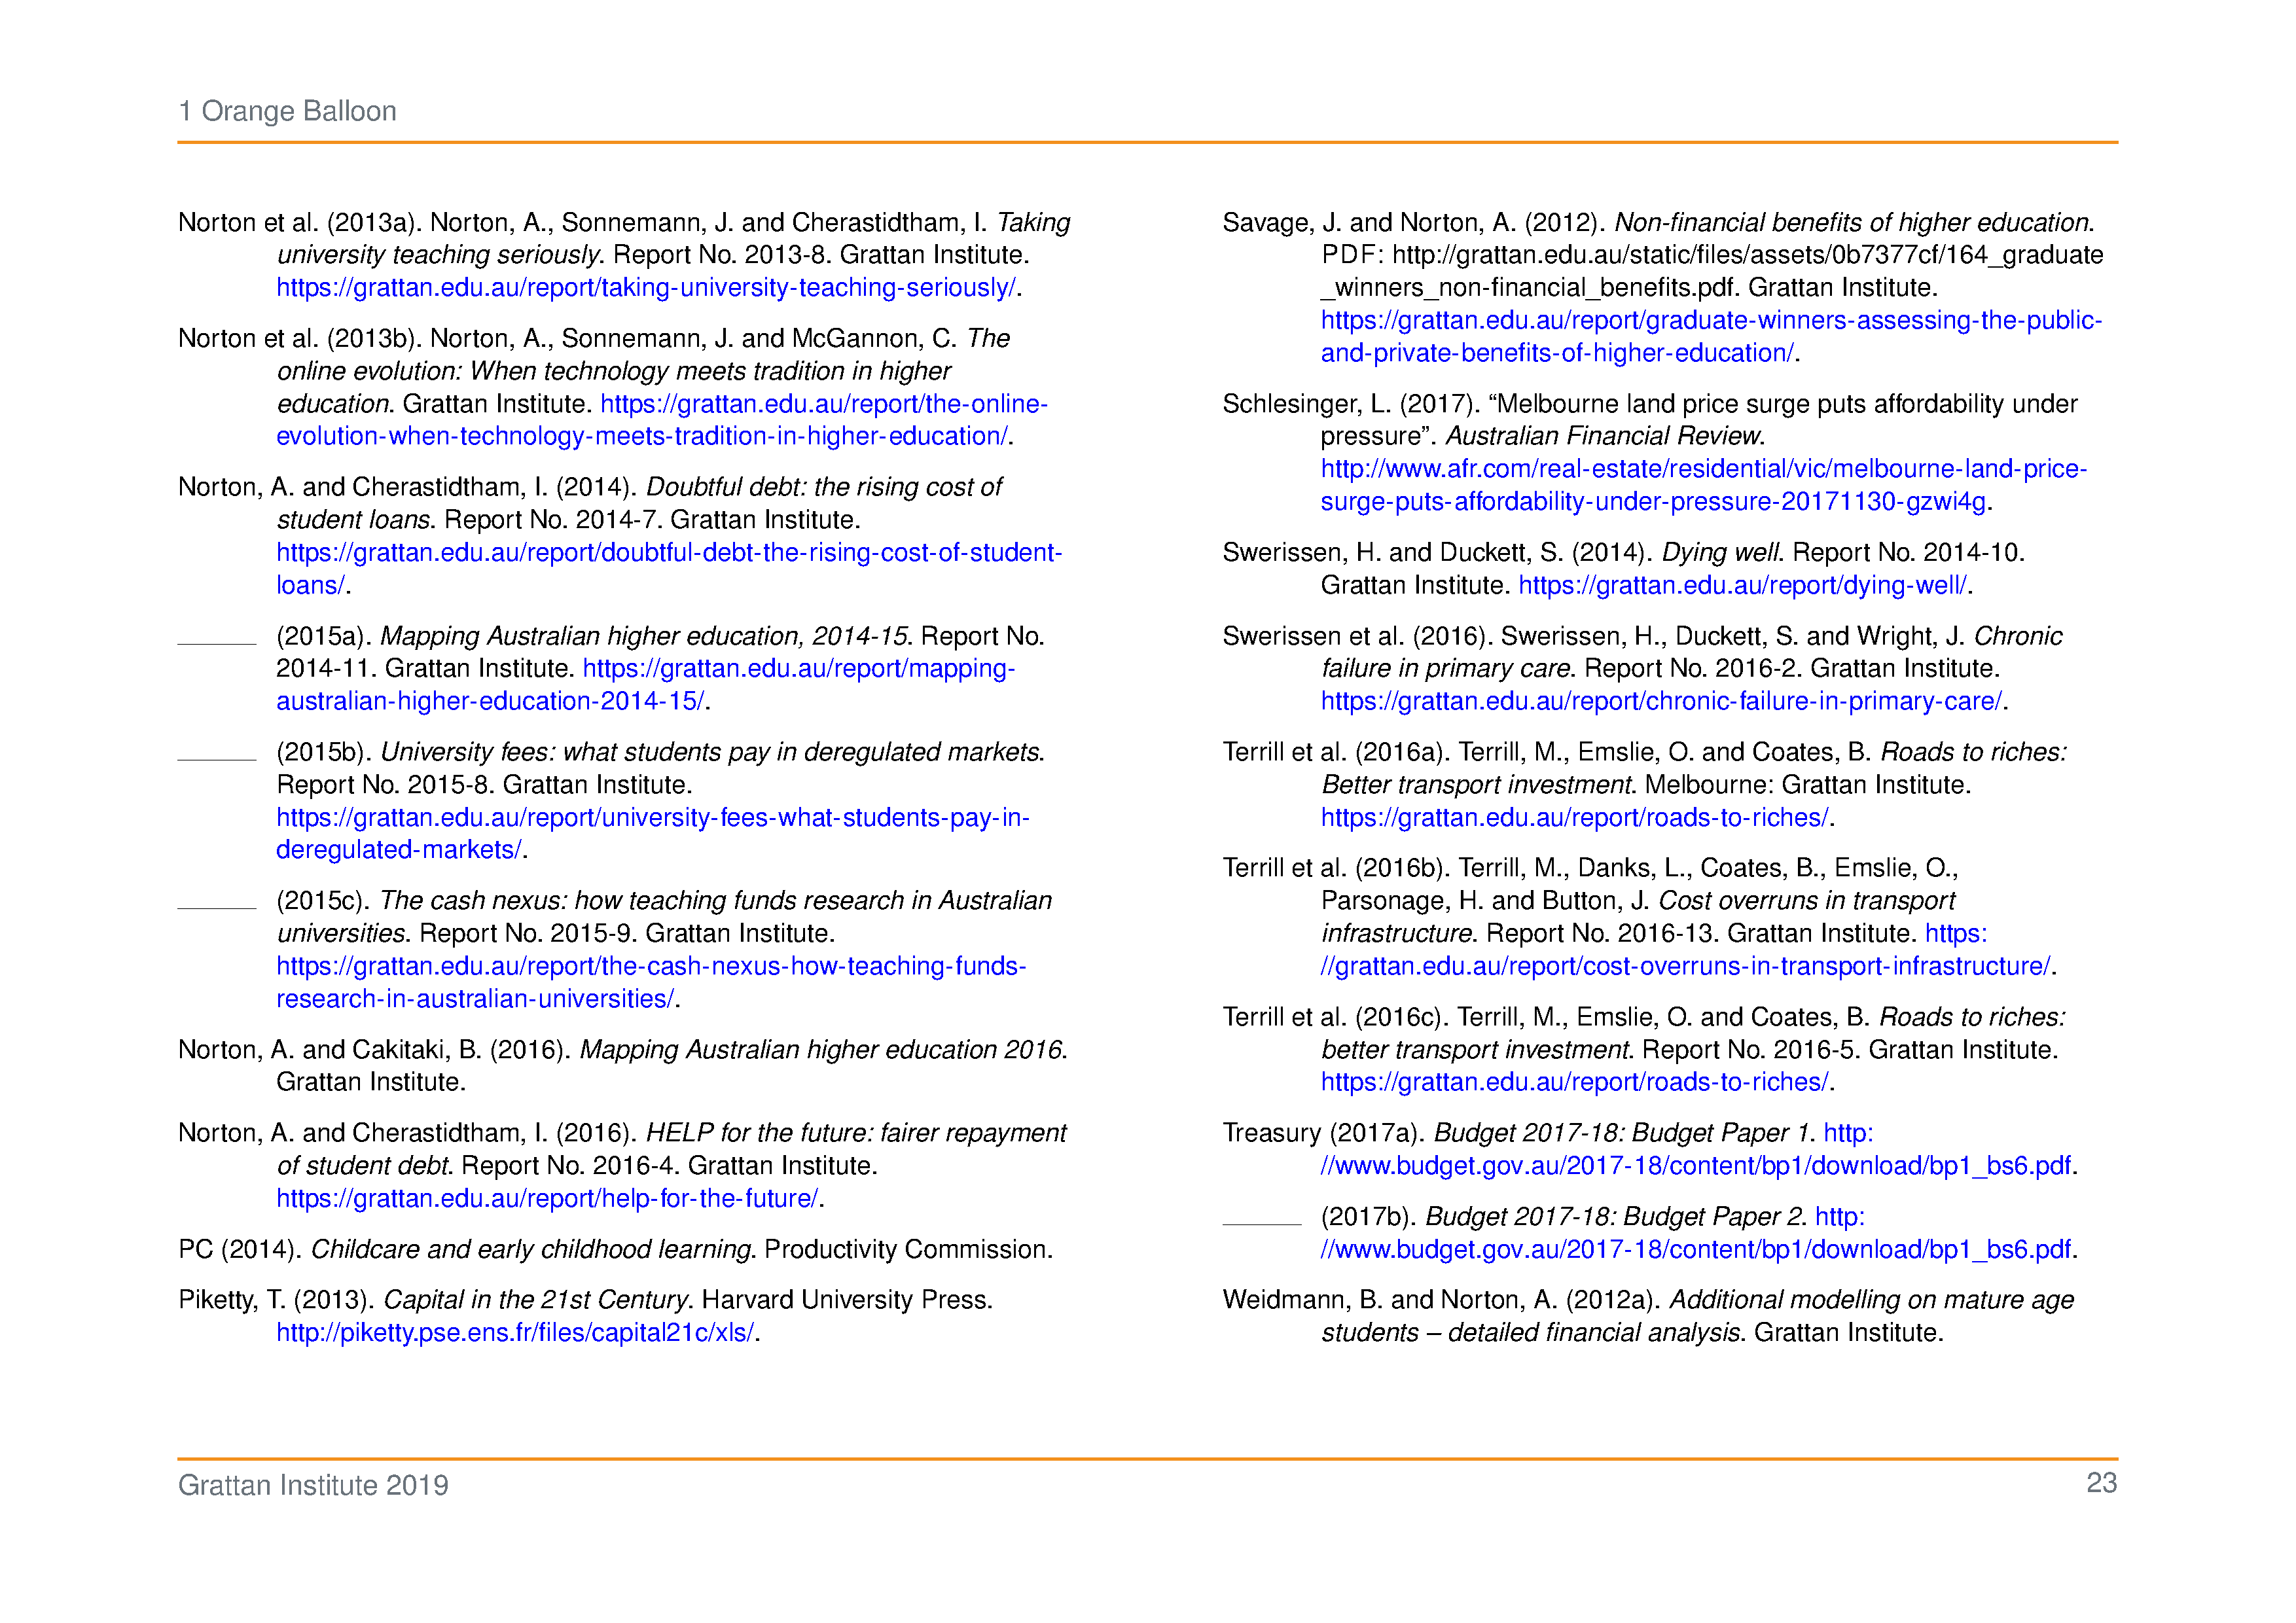 1 Orange Balloon
Norton et al. (2013a). Norton, A., Sonnemann, J. and Cherastidtham, I. Taking
university teaching seriously. Report No. 2013-8. Grattan Institute.
https://grattan.edu.au/report/taking-university-teaching-seriously/.
Norton et al. (2013b). Norton, A., Sonnemann, J. and McGannon, C. The
online evolution: When technology meets tradition in higher
education. Grattan Institute. https://grattan.edu.au/report/the-online-
evolution-when-technology-meets-tradition-in-higher-education/.
Norton, A. and Cherastidtham, I. (2014). Doubtful debt: the rising cost of
student loans. Report No. 2014-7. Grattan Institute.
https://grattan.edu.au/report/doubtful-debt-the-rising-cost-of-student-
loans/.
(2015a). Mapping Australian higher education, 2014-15. Report No.
2014-11. Grattan Institute. https://grattan.edu.au/report/mapping-
australian-higher-education-2014-15/.
(2015b). University fees: what students pay in deregulated markets.
Report No. 2015-8. Grattan Institute.
https://grattan.edu.au/report/university-fees-what-students-pay-in-
deregulated-markets/.
(2015c). The cash nexus: how teaching funds research in Australian
universities. Report No. 2015-9. Grattan Institute.
https://grattan.edu.au/report/the-cash-nexus-how-teaching-funds-
research-in-australian-universities/.
Norton, A. and Cakitaki, B. (2016). Mapping Australian higher education 2016.
Grattan Institute.
Norton, A. and Cherastidtham, I. (2016). HELP for the future: fairer repayment
of student debt. Report No. 2016-4. Grattan Institute.
https://grattan.edu.au/report/help-for-the-future/.
PC (2014). Childcare and early childhood learning. Productivity Commission.
Piketty, T. (2013). Capital in the 21st Century. Harvard University Press.
http://piketty.pse.ens.fr/files/capital21c/xls/.
Savage, J. and Norton, A. (2012). Non-financial benefits of higher education.
PDF: http://grattan.edu.au/static/files/assets/0b7377cf/164_graduate
_winners_non-financial_benefits.pdf. Grattan Institute.
https://grattan.edu.au/report/graduate-winners-assessing-the-public-
and-private-benefits-of-higher-education/.
Schlesinger, L. (2017). “Melbourne land price surge puts affordability under
pressure”. Australian Financial Review.
http://www.afr.com/real-estate/residential/vic/melbourne-land-price-
surge-puts-affordability-under-pressure-20171130-gzwi4g.
Swerissen, H. and Duckett, S. (2014). Dying well. Report No. 2014-10.
Grattan Institute. https://grattan.edu.au/report/dying-well/.
Swerissen et al. (2016). Swerissen, H., Duckett, S. and Wright, J. Chronic
failure in primary care. Report No. 2016-2. Grattan Institute.
https://grattan.edu.au/report/chronic-failure-in-primary-care/.
Terrill et al. (2016a). Terrill, M., Emslie, O. and Coates, B. Roads to riches:
Better transport investment. Melbourne: Grattan Institute.
https://grattan.edu.au/report/roads-to-riches/.
Terrill et al. (2016b). Terrill, M., Danks, L., Coates, B., Emslie, O.,
Parsonage, H. and Button, J. Cost overruns in transport
infrastructure. Report No. 2016-13. Grattan Institute. https:
//grattan.edu.au/report/cost-overruns-in-transport-infrastructure/.
Terrill et al. (2016c). Terrill, M., Emslie, O. and Coates, B. Roads to riches:
better transport investment. Report No. 2016-5. Grattan Institute.
https://grattan.edu.au/report/roads-to-riches/.
Treasury (2017a). Budget 2017-18: Budget Paper 1. http:
//www.budget.gov.au/2017-18/content/bp1/download/bp1_bs6.pdf.
(2017b). Budget 2017-18: Budget Paper 2. http:
//www.budget.gov.au/2017-18/content/bp1/download/bp1_bs6.pdf.
Weidmann, B. and Norton, A. (2012a). Additional modelling on mature age
students – detailed financial analysis. Grattan Institute.
Grattan Institute 2019
23